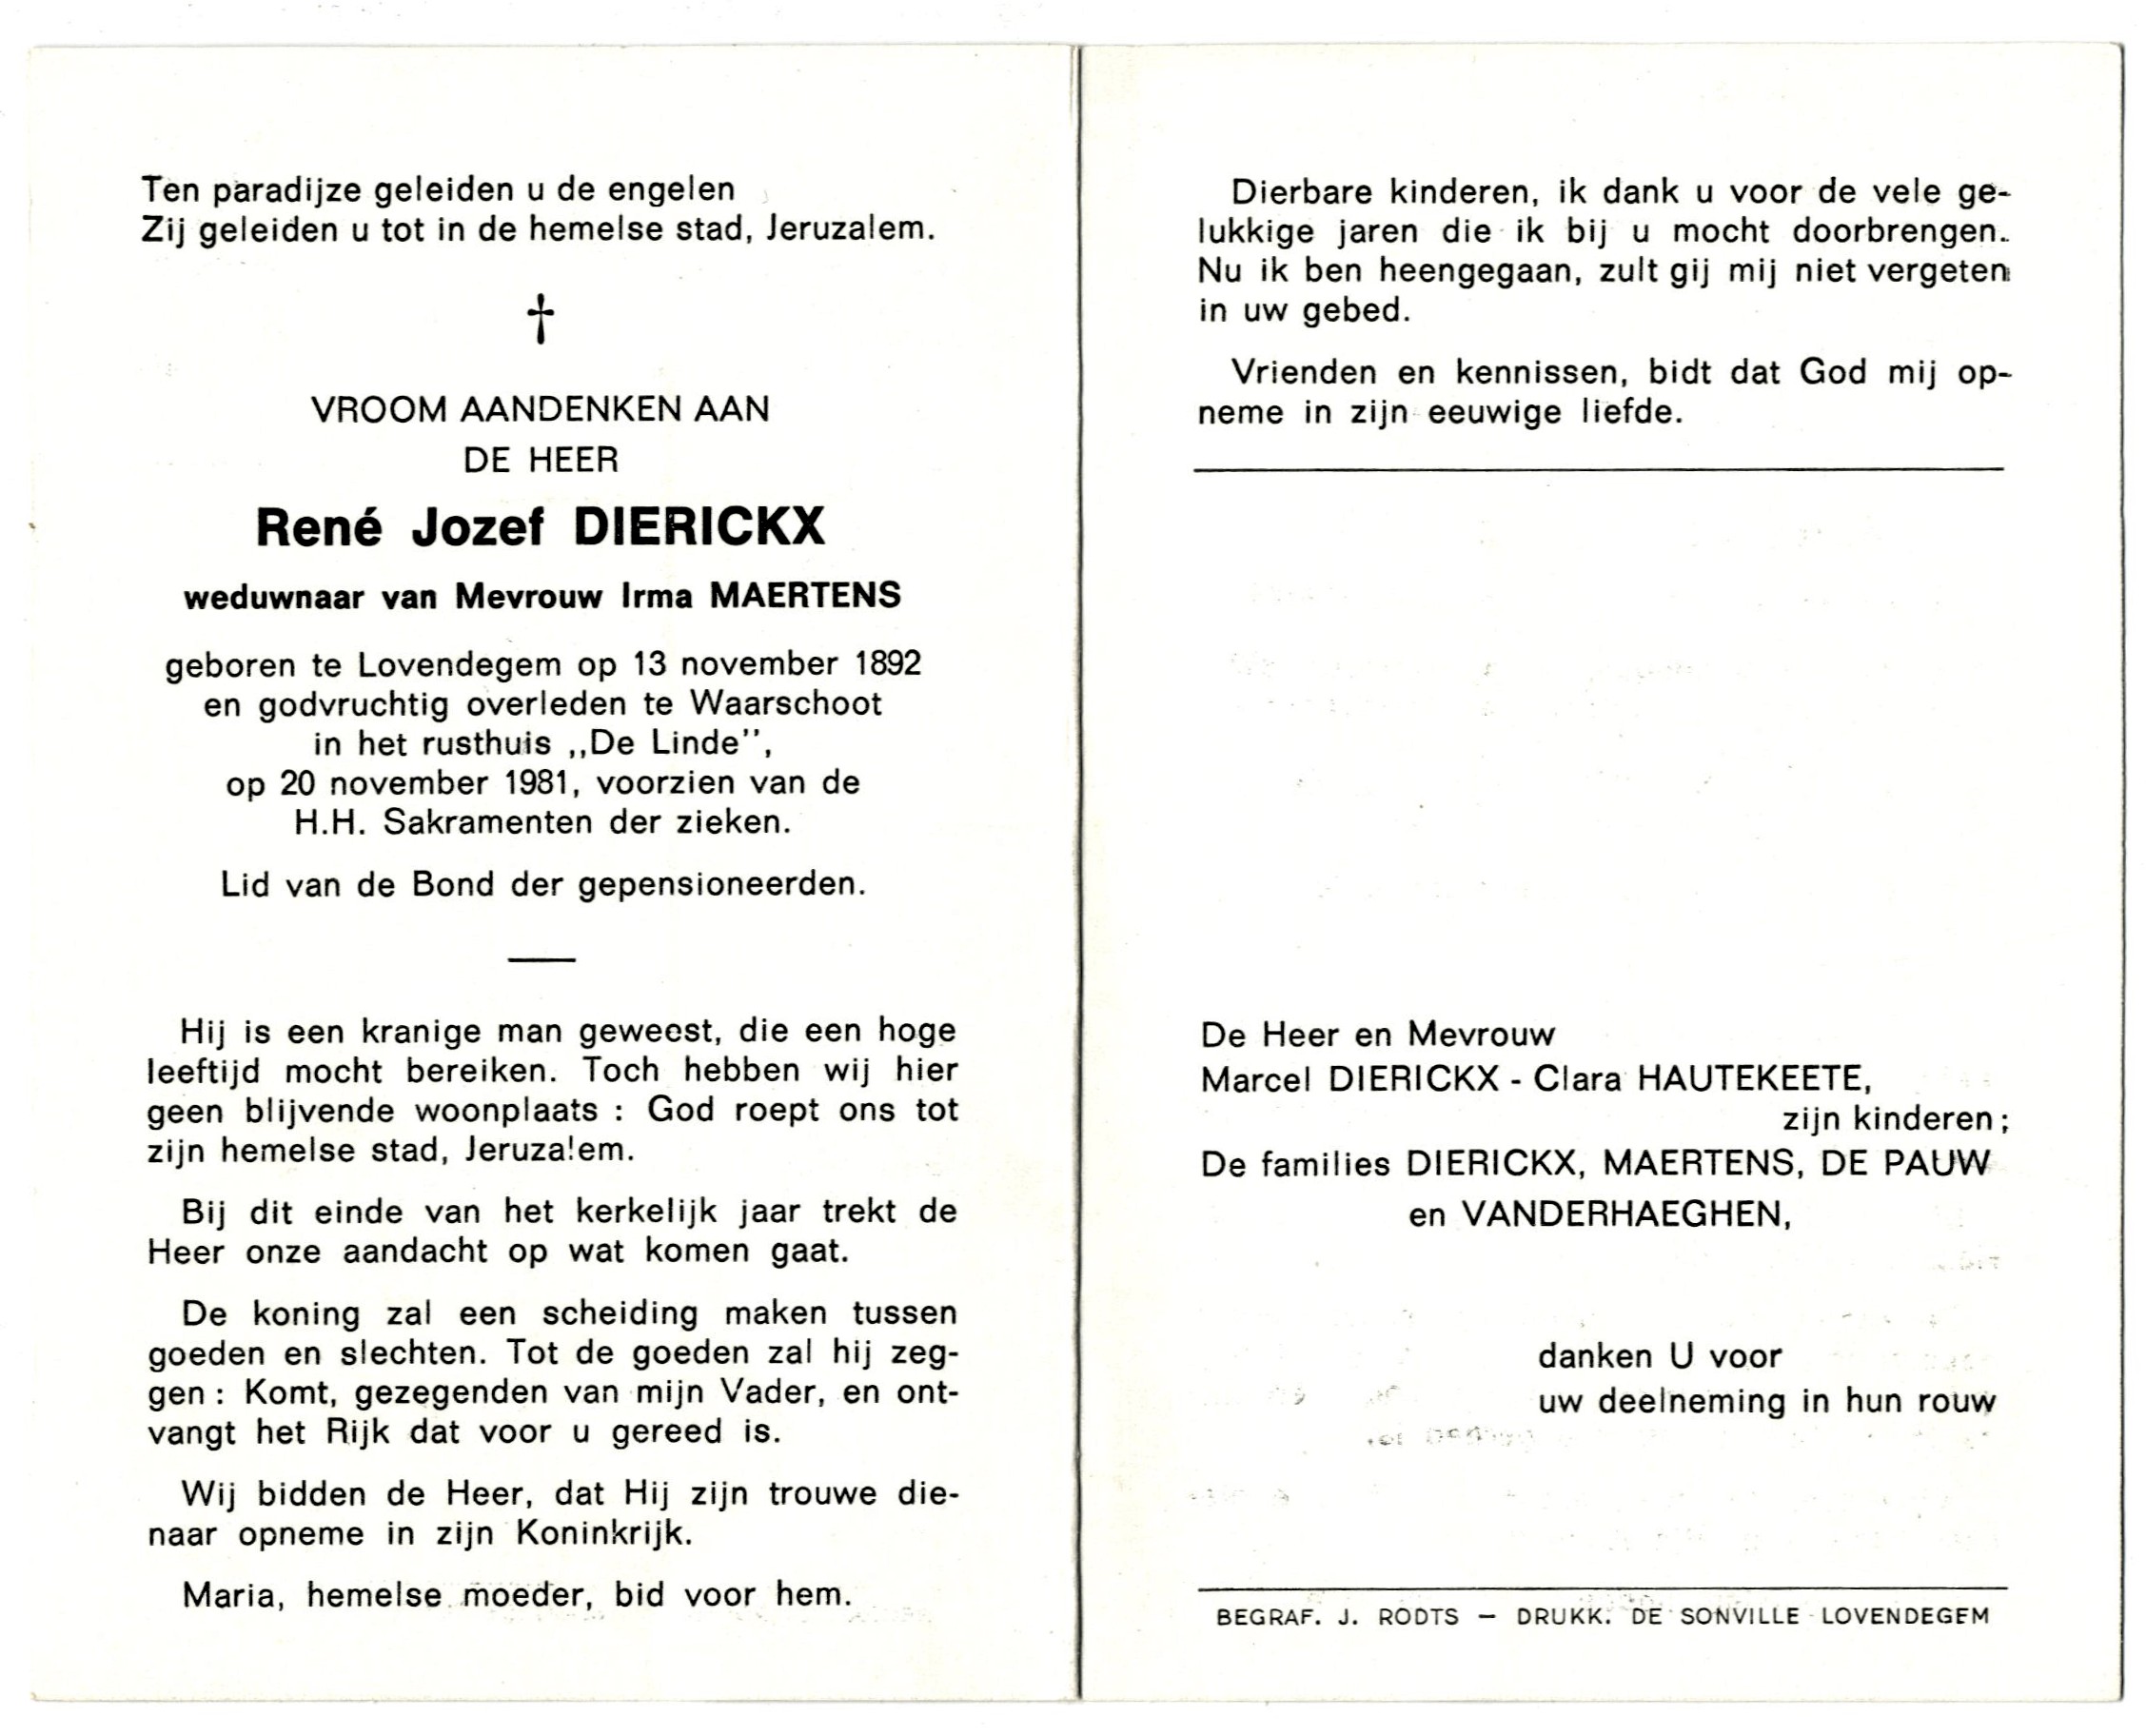 Ten paradijze geleiden u de engelen
Zij geleiden u tot in de hemelse stad, Jeruzalem.
†
VROOM AANDENKEN AAN
DE HEER
René Jozef DIERICKX
weduwnaar van Mevrouw Irma MAERTENS
geboren te Lovendegem op 13 november 1892
en godvruchtig overleden te Waarschoot
in het rusthuis ,,De Linde'',
op 20 november 1981, voorzien van de
H.H. Sakramenten der zieken.
Lid van de Bond der gepensioneerden.
Hij is een kranige man geweest, die een hoge
leeftijd mocht bereiken. Toch hebben wij hier
geen blijvende woonplaats : God roept ons tot
zijn hemelse stad, Jeruzalem.
Bij dit einde van het kerkelijk jaar trekt de
Heer onze aandacht op wat komen gaat.
De koning zal een scheiding maken tussen
goeden en slechten. Tot de goeden zal hij zeg-
gen : Komt, gezegenden van mijn Vader, en ont-
vangt het Rijk dat voor u gereed is.
Wij bidden de Heer, dat Hij zijn trouwe die-
naar opneme in zijn Koninkrijk.
Maria, hemelse moeder, bid voor hem.
Dierbare kinderen, ik dank u voor de vele ge-
lukkige jaren die ik bij u mocht doorbrengen.
Nu ik ben heengegaan, zult gij mij niet vergeten
in uw gebed.
Vrienden en kennissen, bidt dat God mij op-
neme in zijn eeuwige liefde.
De Heer en Mevrouw
Marcel DIERICKX - Clara HAUTEKEETE,
zijn kinderen ;
De families DIERICKX, MAERTENS, DE PAUW
en VANDERHAEGHEN,
danken U voor
uw deelneming in hun rouw
BEGRAF. J. RODTS — DRUKK. DE SONVILLE LOVENDEGEM